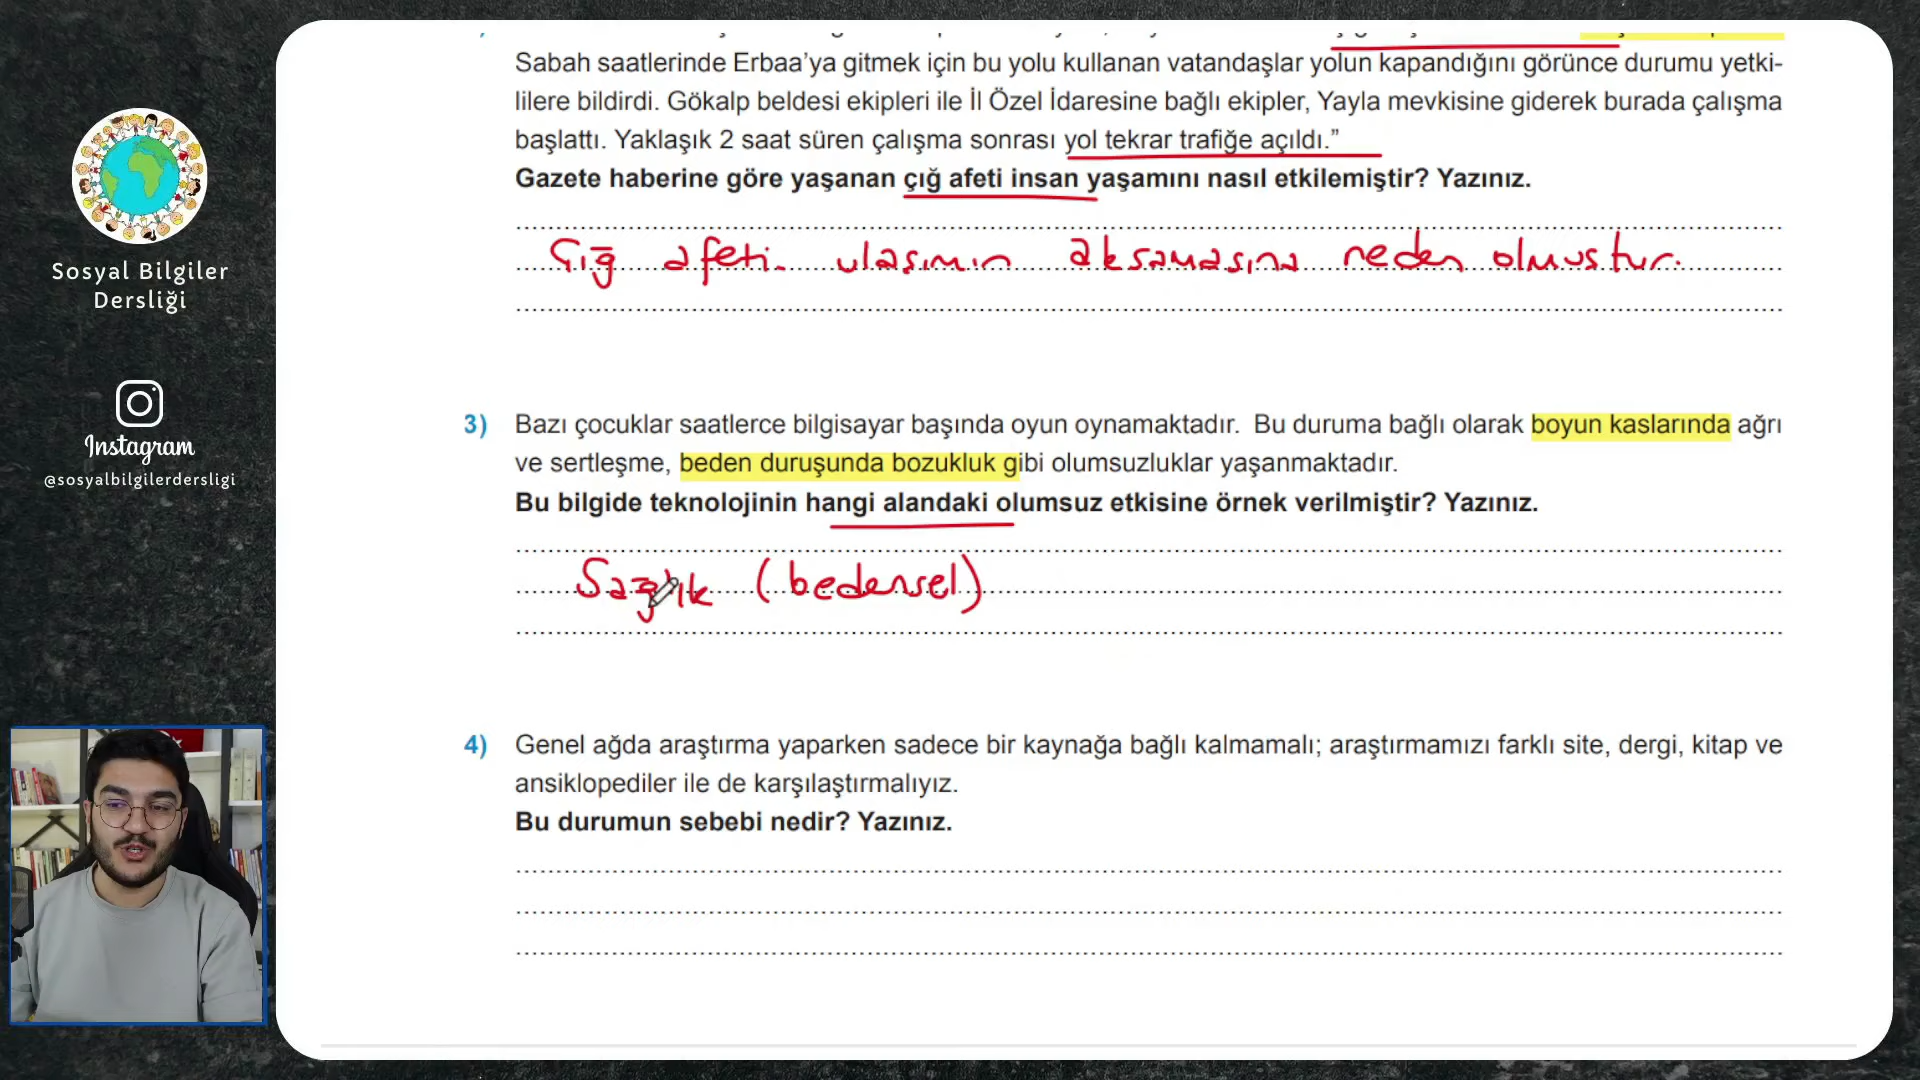 Sabah saatlerinde Erbaa’ya gitmek için bu yolu kullanan vatandaşlar yolun kapandığını görünce durumu yetki-
lilere bildirdi. Gökalp beldesi ekipleri ile İl Özel İdaresine bağlı ekipler, Yayla mevkisine giderek burada çalışma
başlattı. Yaklaşık 2 saat süren çalışma sonrası yol tekrar trafiğe açıldı.”
Gazete haberine göre yaşanan çığ afeti insan yaşamını nasıl etkilemiştir? Yazınız.
Çığ afeti ulaşımın aksamasına neden olmuştur.
3) Bazı çocuklar saatlerce bilgisayar başında oyun oynamaktadır. Bu duruma bağlı olarak boyun kaslarında ağrı
ve sertleşme, beden duruşunda bozukluk gibi olumsuzluklar yaşanmaktadır.
Bu bilgide teknolojinin hangi alandaki olumsuz etkisine örnek verilmiştir? Yazınız.
Sağlık (bedensel)
4) Genel ağda araştırma yaparken sadece bir kaynağa bağlı kalmamalı; araştırmamızı farklı site, dergi, kitap ve
ansiklopediler ile de karşılaştırmalıyız.
Bu durumun sebebi nedir? Yazınız.
Sosyal Bilgiler
Dersliği
Instagram
@sosyalbilgilerdersligi